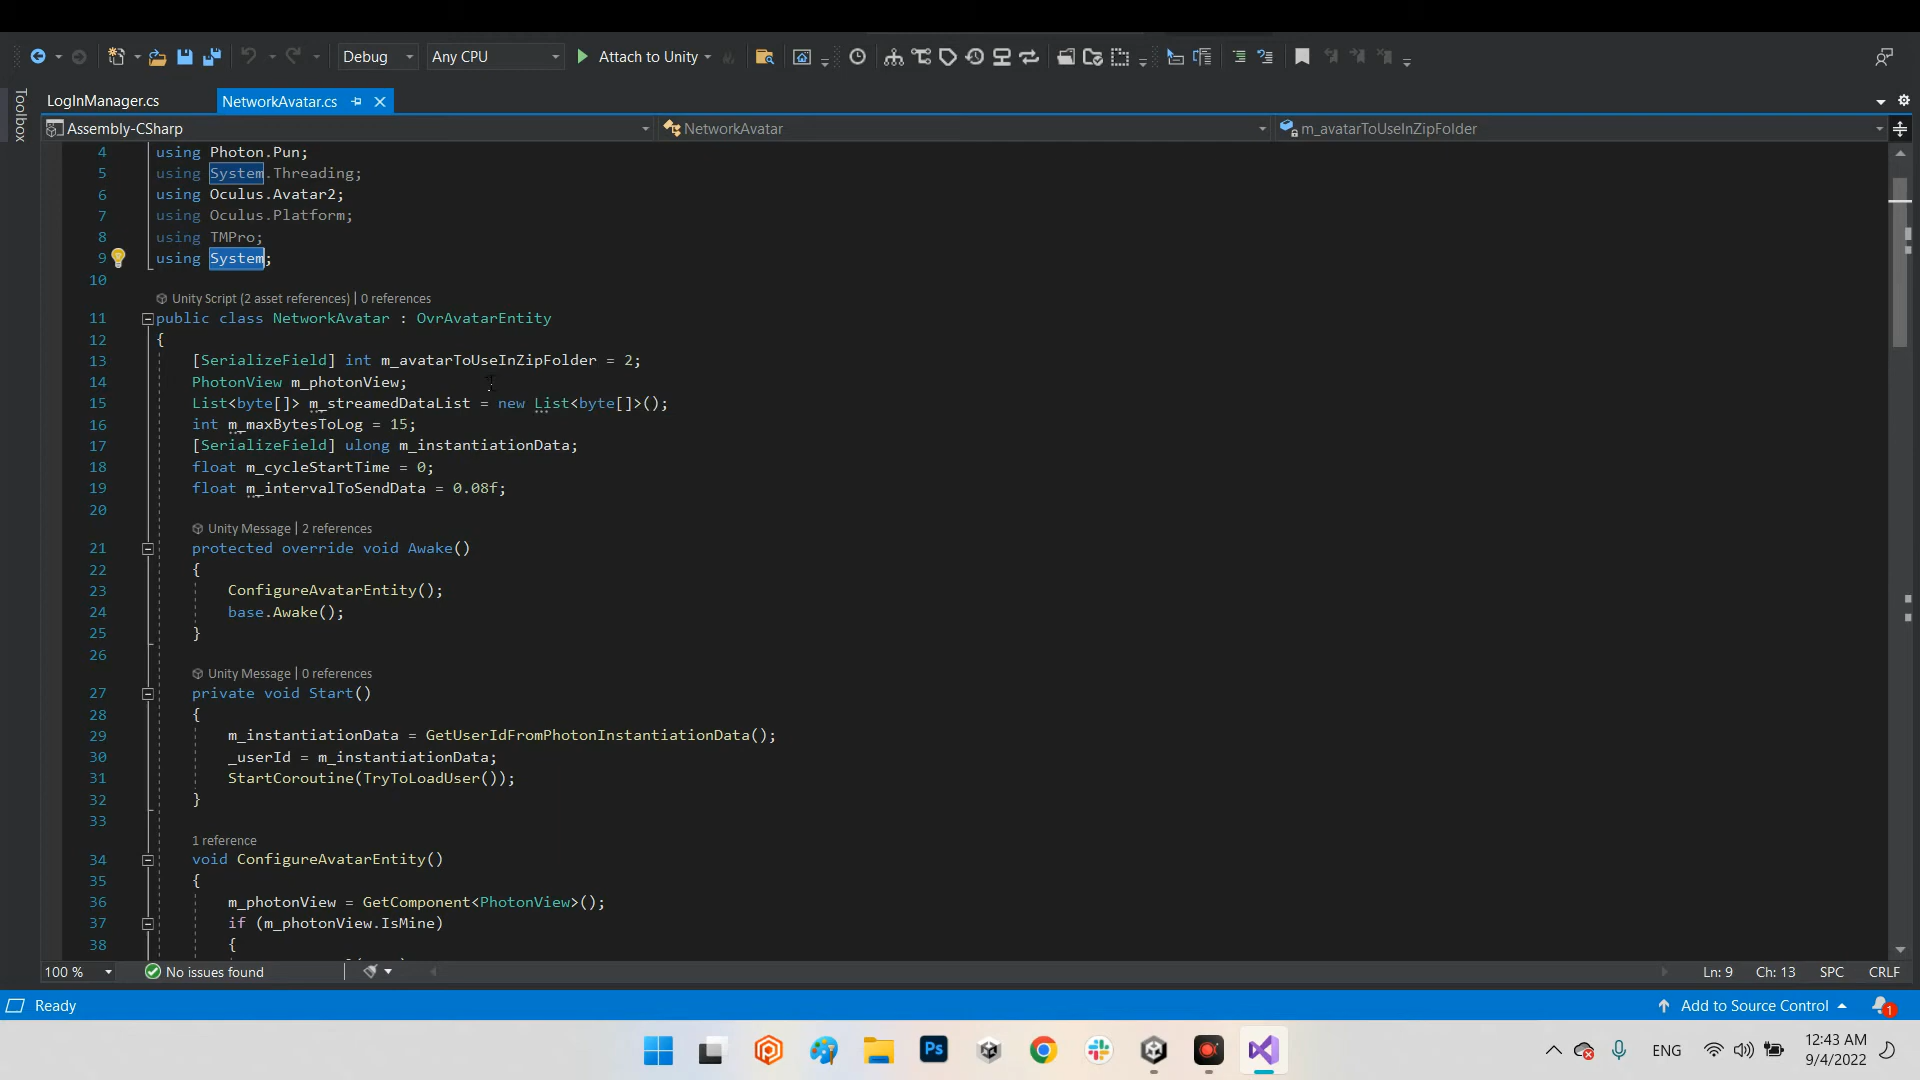 Debug
Any CPU
Attach to Unity
Toolbox
LogInManager.cs
NetworkAvatar.cs
Assembly-CSharp
NetworkAvatar
m_avatarToUseInZipFolder
4 using Photon.Pun;
5 using System.Threading;
6 using Oculus.Avatar2;
7 using Oculus.Platform;
8 using TMPro;
9 using System;
10
Unity Script (2 asset references) | 0 references
11 public class NetworkAvatar : OvrAvatarEntity
12 {
13 [SerializeField] int m_avatarToUseInZipFolder = 2;
14 PhotonView m_photonView;
15 List<byte[]> m_streamedDataList = new List<byte[]>();
16 int m_maxBytesToLog = 15;
17 [SerializeField] ulong m_instantiationData;
18 float m_cycleStartTime = 0;
19 float m_intervalToSendData = 0.08f;
20
Unity Message | 2 references
21 protected override void Awake()
22 {
23 ConfigureAvatarEntity();
24 base.Awake();
25 }
26
Unity Message | 0 references
27 private void Start()
28 {
29 m_instantiationData = GetUserIdFromPhotonInstantiationData();
30 _userId = m_instantiationData;
31 StartCoroutine(TryToLoadUser());
32 }
33
1 reference
34 void ConfigureAvatarEntity()
35 {
36 m_photonView = GetComponent<PhotonView>();
37 if (m_photonView.IsMine)
38 {
100 %
No issues found
Ln: 9
Ch: 13
SPC
CRLF
Ready
Add to Source Control
1
Ps
ENG
12:43 AM
9/4/2022